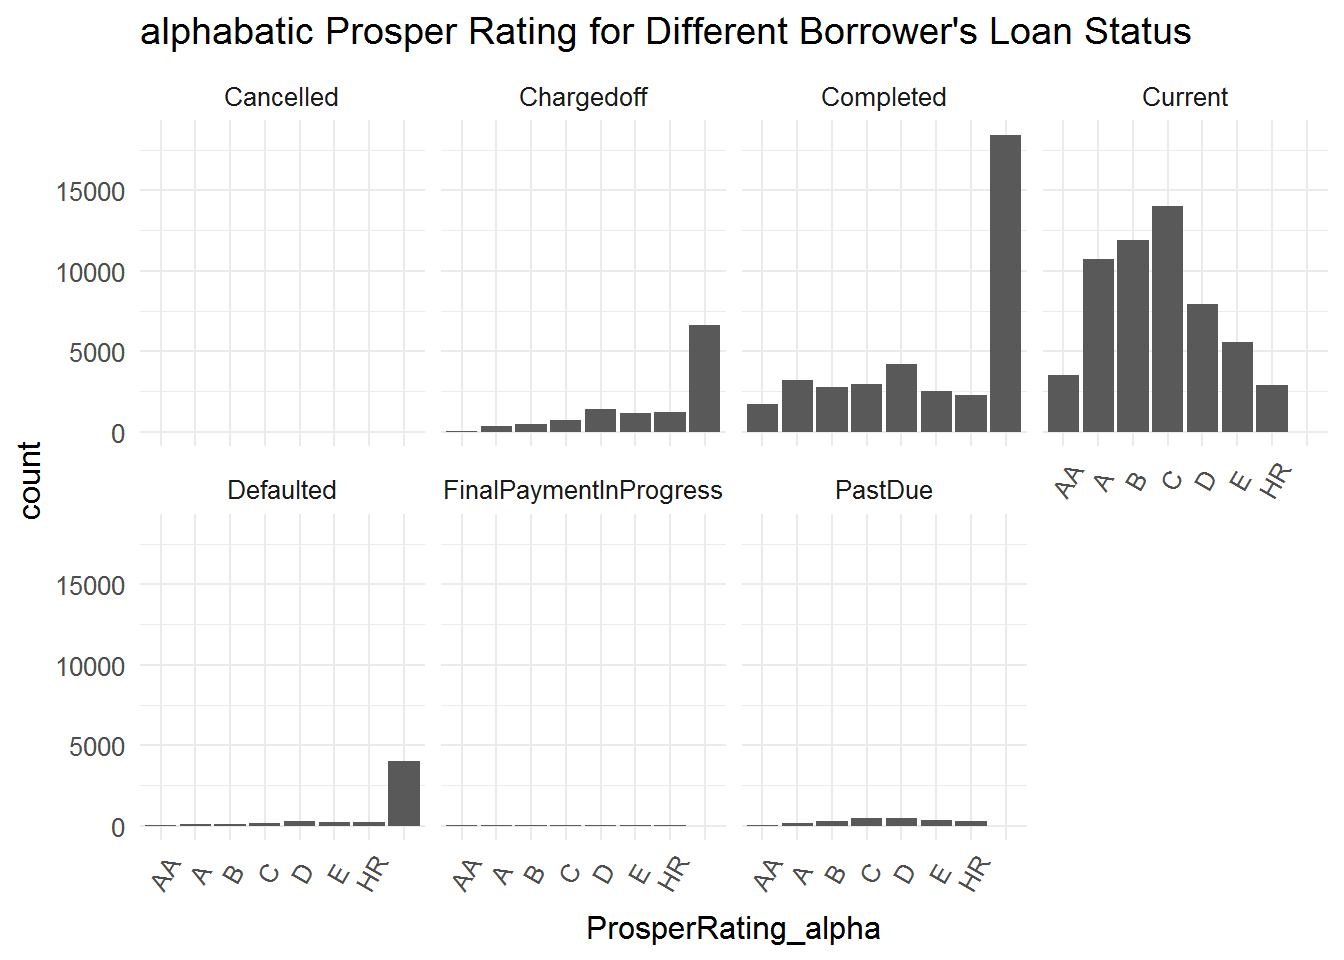 alphabatic Prosper Rating for Different Borrower's Loan Status
Cancelled
Chargedoff
Completed
Current
15000
10000
5000
0
AA
A
B
C
D
E
HR
count
Defaulted
FinalPaymentInProgress
PastDue
15000
10000
5000
0
AA
A
B
C
D
E
HR
AA
A
B
C
D
E
HR
AA
A
B
C
D
E
HR
ProsperRating_alpha